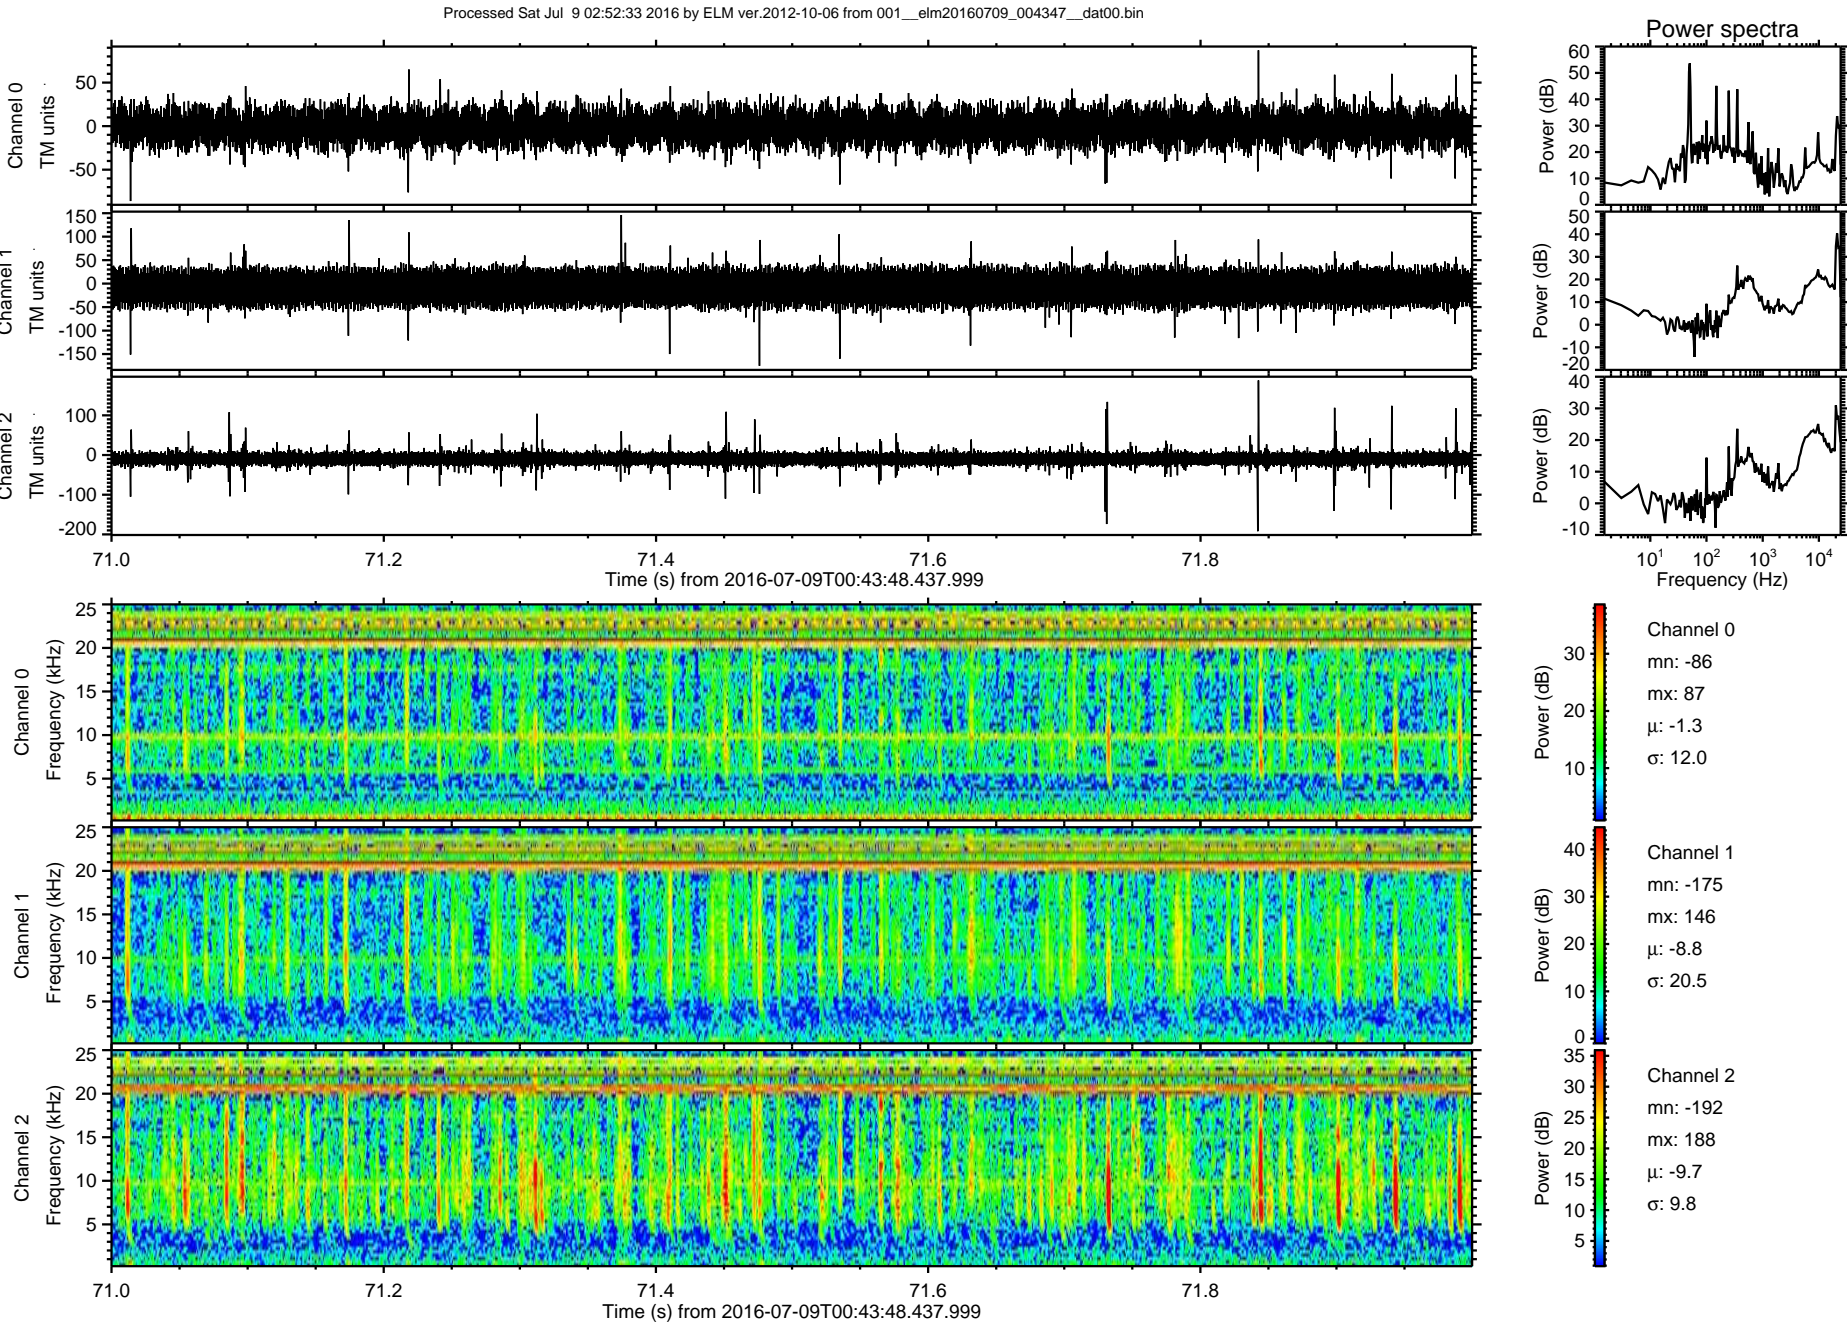 Processed Sat Jul 9 02:52:33 2016 by ELM ver.2012-10-06 from 001__elm20160709_004347__dat00.bin
Power spectra
Channel 0
TM units
50
0
-50
Power (dB)
60
50
40
30
20
10
0
Channel 1
TM units
150
100
50
0
-50
-100
-150
Power (dB)
50
40
30
20
10
0
-10
-20
Channel 2
TM units
100
0
-100
-200
Power (dB)
40
30
20
10
0
-10
71.0 71.2 71.4 71.6 71.8
Time (s) from 2016-07-09T00:43:48.437.999
10^1 10^2 10^3 10^4
Frequency (Hz)
Channel 0
Frequency (kHz)
25
20
15
10
5
Power (dB)
30
20
10
Channel 0
mn: -86
mx: 87
μ: -1.3
σ: 12.0
Channel 1
Frequency (kHz)
25
20
15
10
5
Power (dB)
40
30
20
10
0
Channel 1
mn: -175
mx: 146
μ: -8.8
σ: 20.5
Channel 2
Frequency (kHz)
25
20
15
10
5
Power (dB)
35
30
25
20
15
10
5
Channel 2
mn: -192
mx: 188
μ: -9.7
σ: 9.8
71.0 71.2 71.4 71.6 71.8
Time (s) from 2016-07-09T00:43:48.437.999